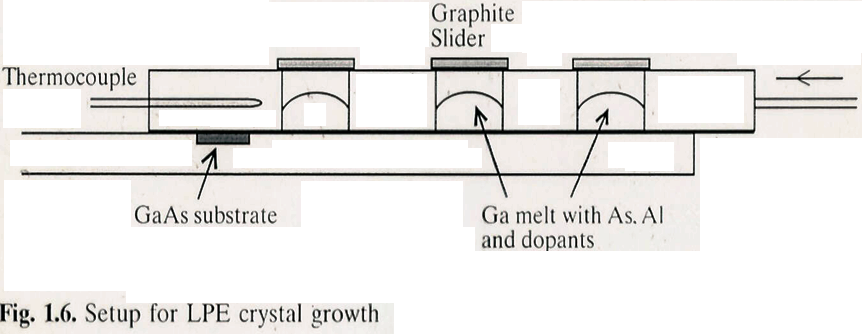 Graphite
Slider
Thermocouple
GaAs substrate
Ga melt with As. Al
and dopants
Fig. 1.6. Setup for LPE crystal growth